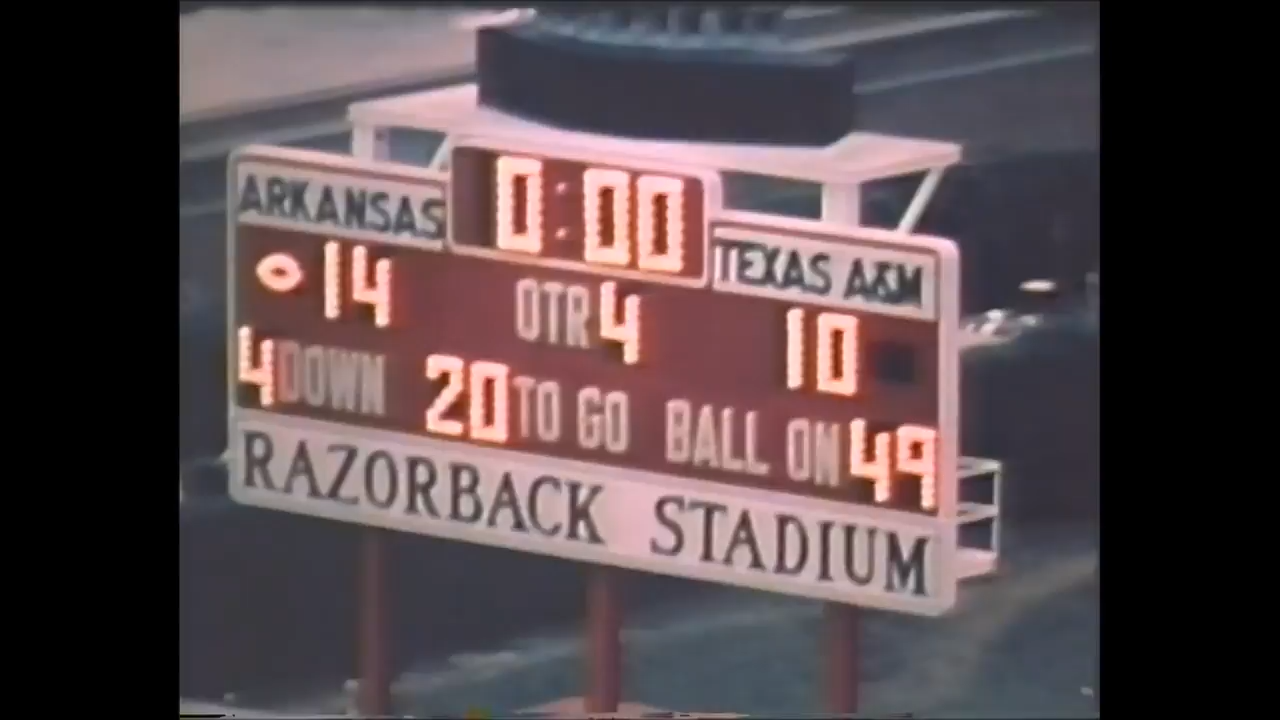 0:00
ARKANSAS TEXAS A&M
14 QTR 4 10
4 DOWN 20 TO GO BALL ON 49
RAZORBACK STADIUM